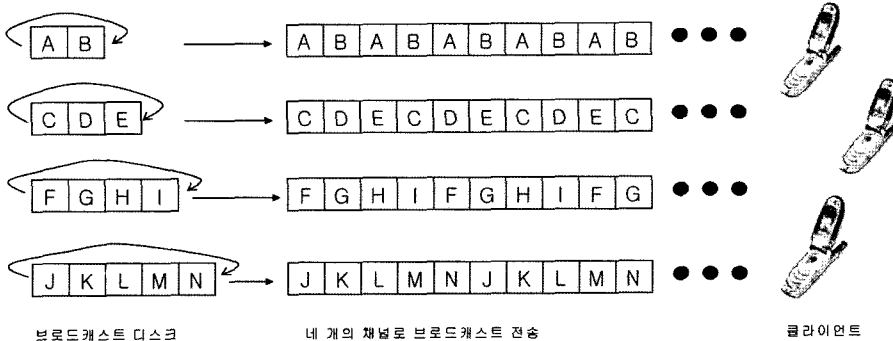 A B A B A B A B A B A B
C D E C D E C D E C D E C
F G H I F G H I F G H I F G
J K L M N J K L M N J K L M N
브로드캐스트 디스크 네 개의 채널로 브로드캐스트 전송 클라이언트